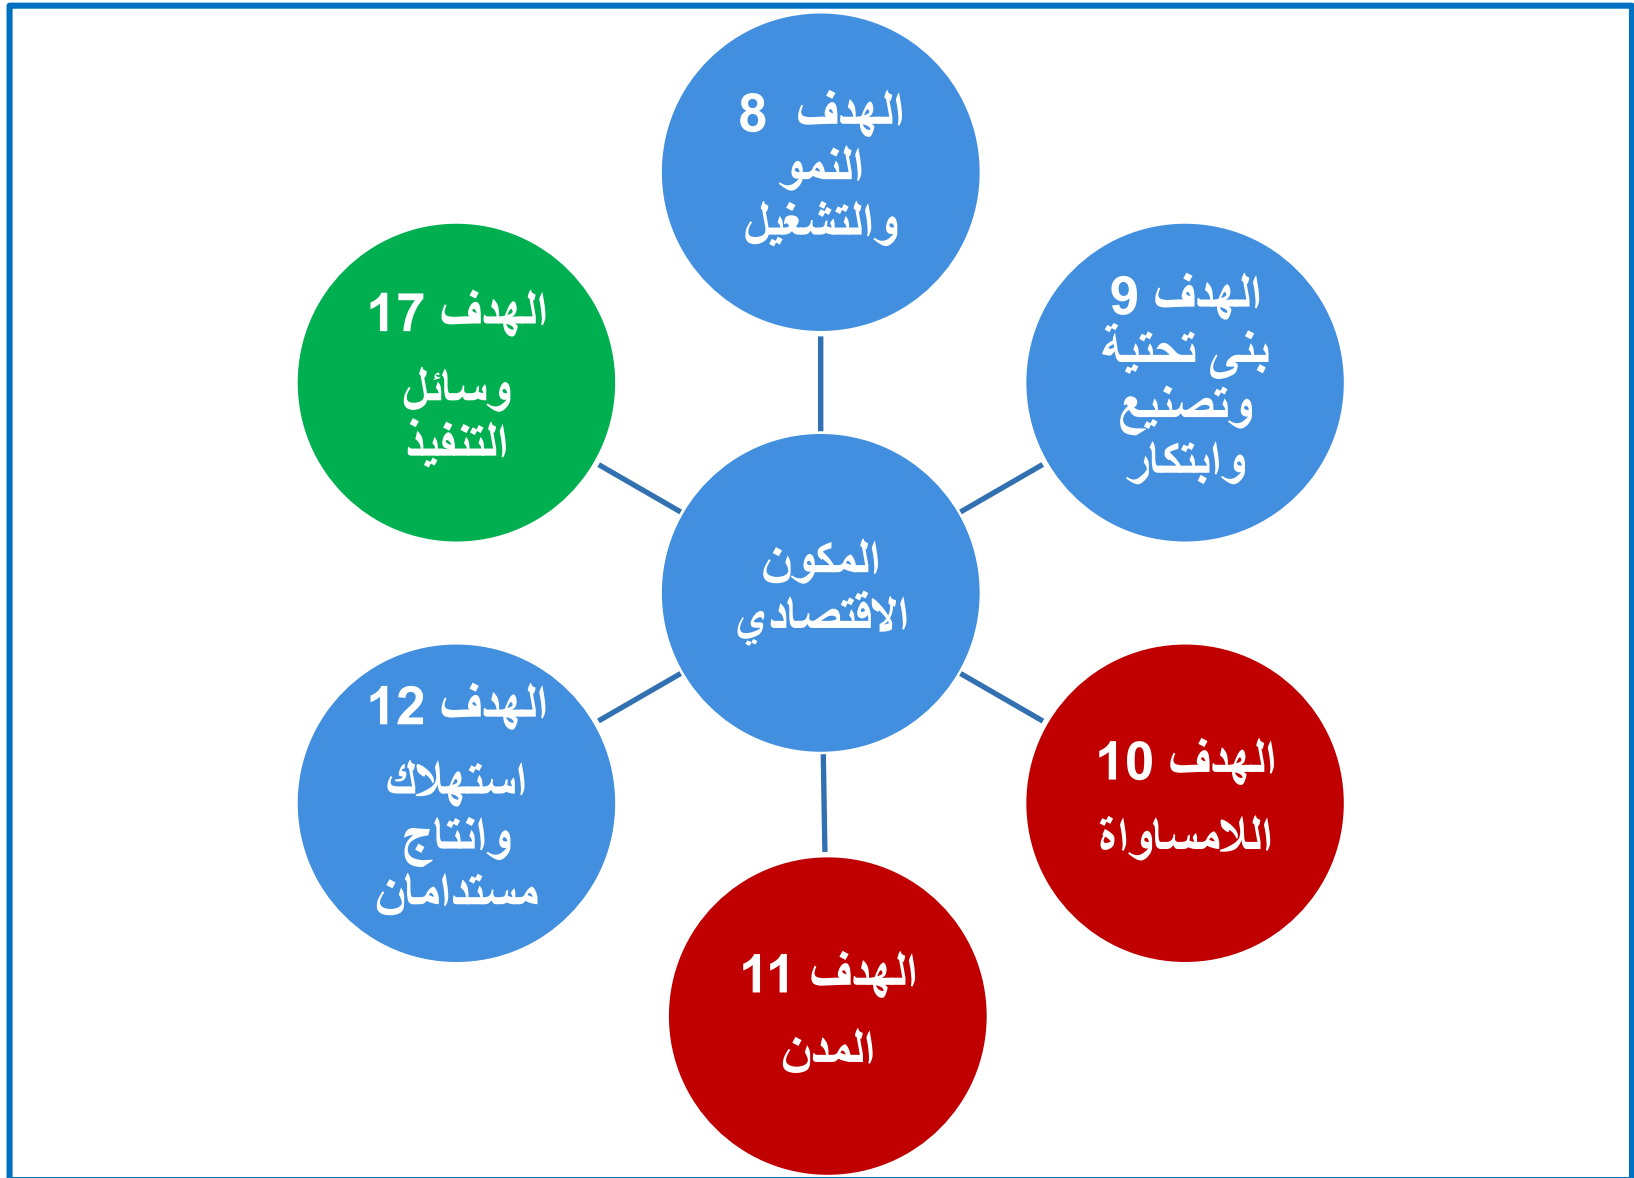 الهدف 8
النمو
والتشغيل
الهدف 9
بنى تحتية
وتصنيع
وابتكار
الهدف 17
وسائل
التنفيذ
المكون
الاقتصادي
الهدف 10
اللامساواة
الهدف 12
استهلاك
وانتاج
مستدامان
الهدف 11
المدن